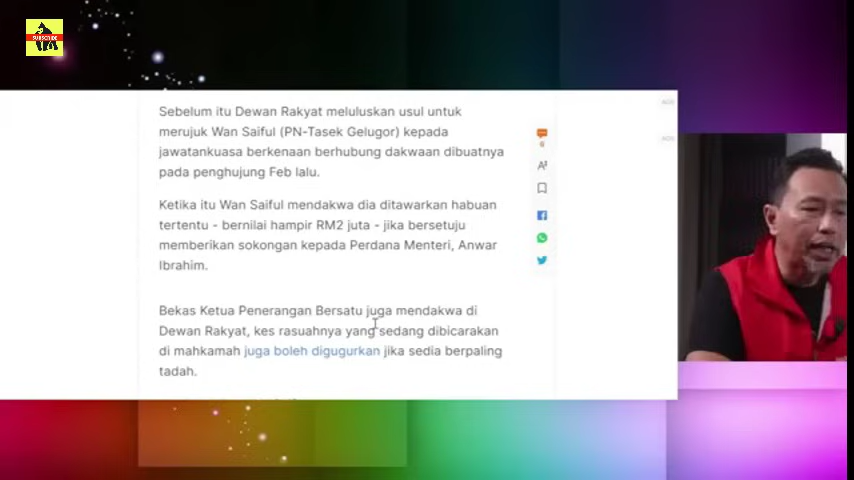 SUBSCRIBE
Sebelum itu Dewan Rakyat meluluskan usul untuk
merujuk Wan Saiful (PN-Tasek Gelugor) kepada
jawatankuasa berkenaan berhubung dakwaan dibuatnya
pada penghujung Feb lalu.
Ketika itu Wan Saiful mendakwa dia ditawarkan habuan
tertentu - bernilai hampir RM2 juta - jika bersetuju
memberikan sokongan kepada Perdana Menteri, Anwar
Ibrahim.
Bekas Ketua Penerangan Bersatu juga mendakwa di
Dewan Rakyat, kes rasuahnya yang sedang dibicarakan
di mahkamah juga boleh digugurkan jika sedia berpaling
tadah.
ADS
ADS